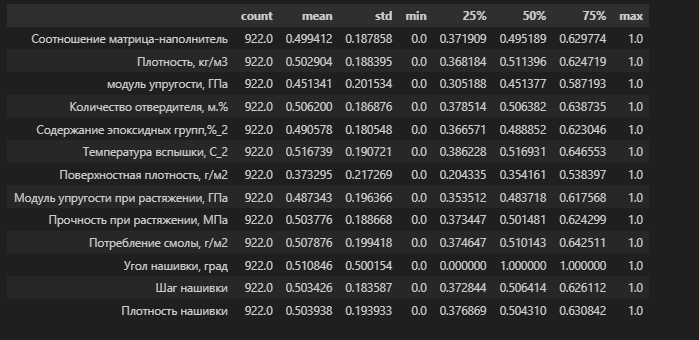 count mean std min 25% 50% 75% max
Соотношение матрица-наполнитель 922.0 0.499412 0.187858 0.0 0.371909 0.495189 0.629774 1.0
Плотность, кг/м3 922.0 0.502904 0.188395 0.0 0.368184 0.511396 0.624719 1.0
модуль упругости, ГПа 922.0 0.451341 0.201534 0.0 0.305188 0.451377 0.587193 1.0
Количество отвердителя, м.% 922.0 0.506200 0.186876 0.0 0.378514 0.506382 0.638735 1.0
Содержание эпоксидных групп,%_2 922.0 0.490578 0.180548 0.0 0.366571 0.488852 0.623046 1.0
Температура вспышки, С_2 922.0 0.516739 0.190721 0.0 0.386228 0.516931 0.646553 1.0
Поверхностная плотность, г/м2 922.0 0.373295 0.217269 0.0 0.204335 0.354161 0.538397 1.0
Модуль упругости при растяжении, ГПа 922.0 0.487343 0.196366 0.0 0.353512 0.483718 0.617568 1.0
Прочность при растяжении, МПа 922.0 0.503776 0.188668 0.0 0.373447 0.501481 0.624299 1.0
Потребление смолы, г/м2 922.0 0.507876 0.199418 0.0 0.374647 0.510143 0.642511 1.0
Угол нашивки, град 922.0 0.510846 0.500154 0.0 0.000000 1.000000 1.000000 1.0
Шаг нашивки 922.0 0.503426 0.183587 0.0 0.372844 0.506414 0.626112 1.0
Плотность нашивки 922.0 0.503938 0.193933 0.0 0.376869 0.504310 0.630842 1.0